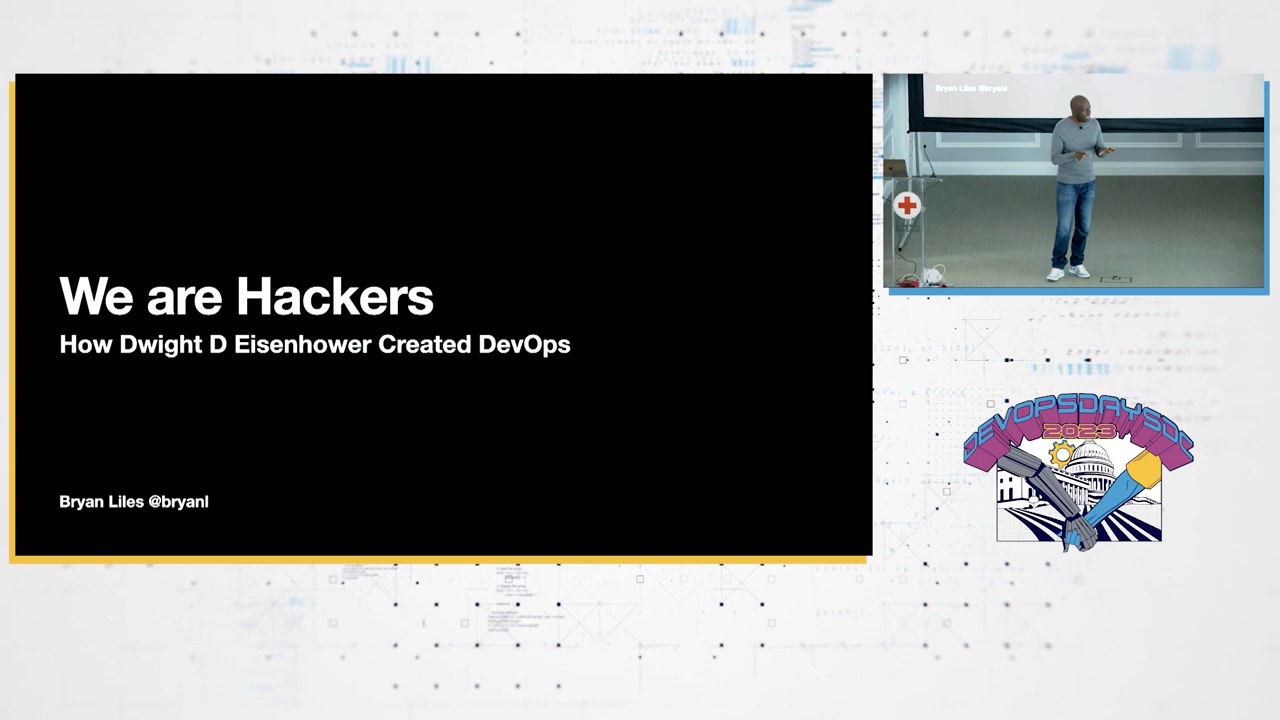 We are Hackers
How Dwight D Eisenhower Created DevOps
Bryan Liles @bryanl
Bryan Liles @bryanl
DEVOPSDAYSDC
2023